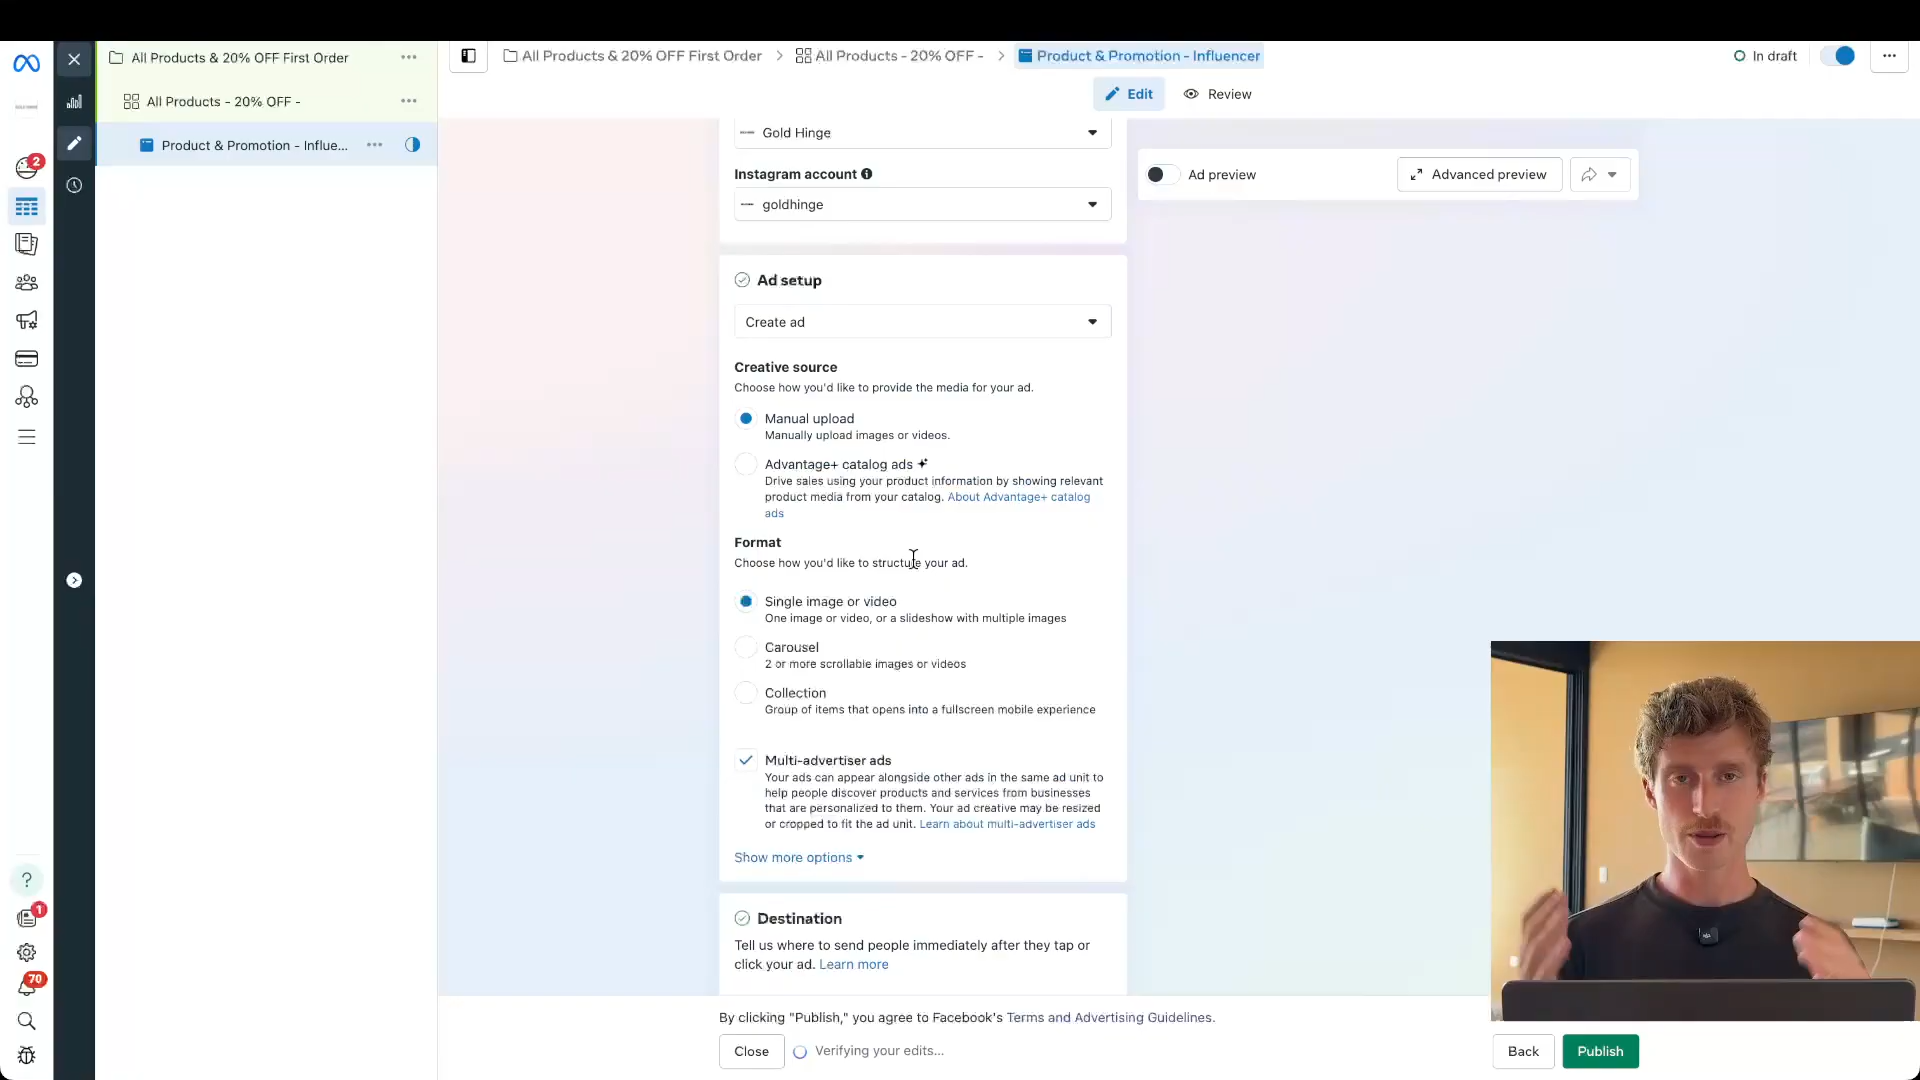 All Products & 20% OFF First Order
All Products - 20% OFF -
Product & Promotion - Influe...
2
?
1
70
All Products & 20% OFF First Order
All Products - 20% OFF -
Product & Promotion - Influencer
In draft
Edit
Review
Gold Hinge
Instagram account
goldhinge
Ad preview
Advanced preview
Ad setup
Create ad
Creative source
Choose how you'd like to provide the media for your ad.
Manual upload
Manually upload images or videos.
Advantage+ catalog ads
Drive sales using your product information by showing relevant
product media from your catalog. About Advantage+ catalog
ads
Format
Choose how you'd like to structure your ad.
Single image or video
One image or video, or a slideshow with multiple images
Carousel
2 or more scrollable images or videos
Collection
Group of items that opens into a fullscreen mobile experience
Multi-advertiser ads
Your ads can appear alongside other ads in the same ad unit to
help people discover products and services from businesses
that are personalized to them. Your ad creative may be resized
or cropped to fit the ad unit. Learn about multi-advertiser ads
Show more options
Destination
Tell us where to send people immediately after they tap or
click your ad. Learn more
By clicking "Publish," you agree to Facebook's Terms and Advertising Guidelines.
Close
Verifying your edits...
Back
Publish